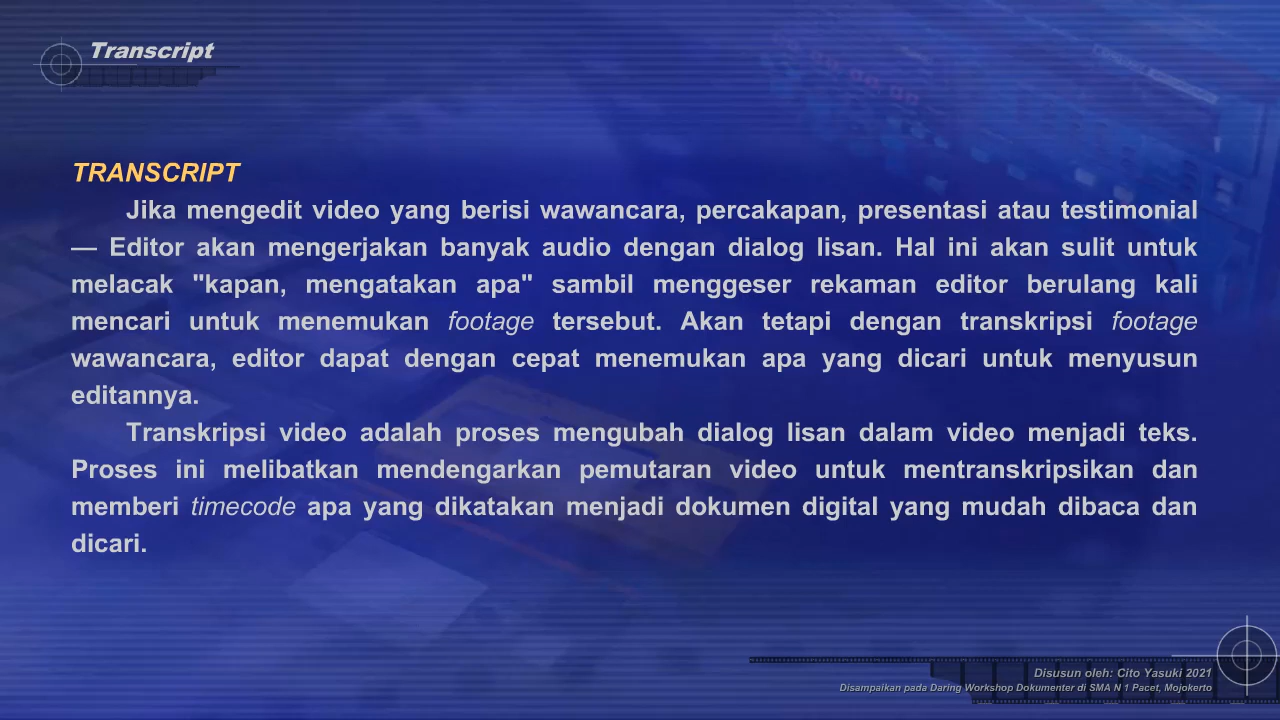 Transcript
TRANSCRIPT
Jika mengedit video yang berisi wawancara, percakapan, presentasi atau testimonial
— Editor akan mengerjakan banyak audio dengan dialog lisan. Hal ini akan sulit untuk
melacak "kapan, mengatakan apa" sambil menggeser rekaman editor berulang kali
mencari untuk menemukan footage tersebut. Akan tetapi dengan transkripsi footage
wawancara, editor dapat dengan cepat menemukan apa yang dicari untuk menyusun
editannya.
Transkripsi video adalah proses mengubah dialog lisan dalam video menjadi teks.
Proses ini melibatkan mendengarkan pemutaran video untuk mentranskripsikan dan
memberi timecode apa yang dikatakan menjadi dokumen digital yang mudah dibaca dan
dicari.
Disusun oleh: Cito Yasuki 2021
Disampaikan pada Daring Workshop Dokumenter di SMA N 1 Pacet, Mojokerto